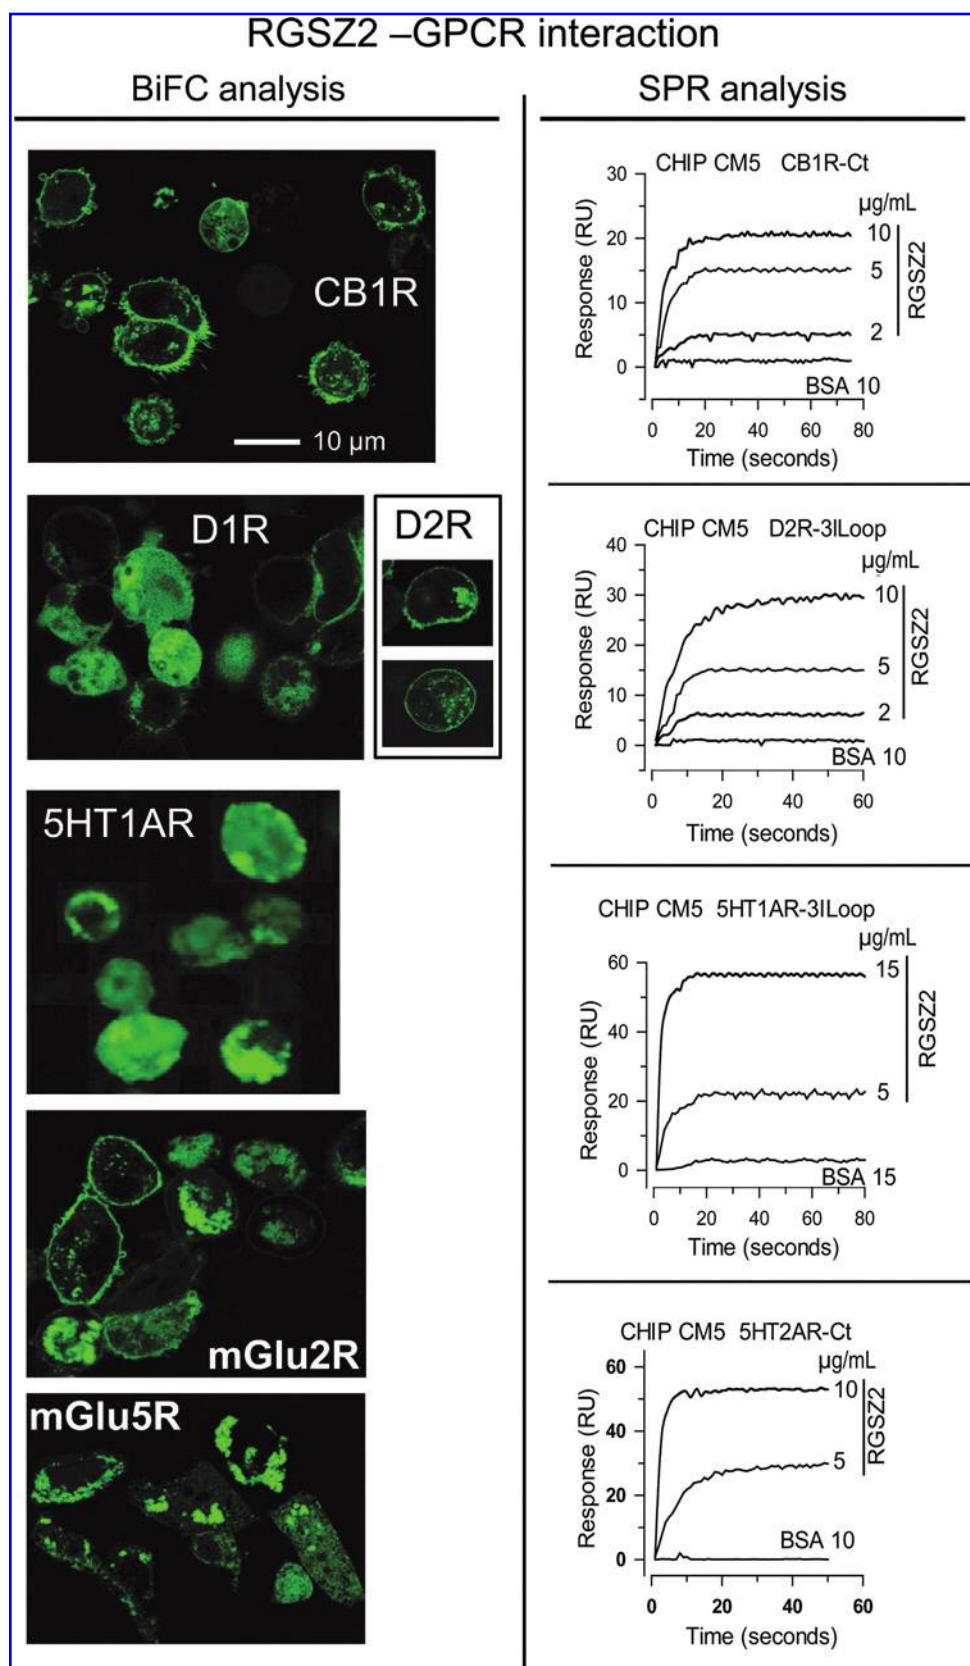 RGSZ2 –GPCR interaction
BiFC analysis
CB1R
10 µm
D1R
D2R
5HT1AR
mGlu2R
mGlu5R
SPR analysis
CHIP CM5 CB1R-Ct
µg/mL
30
20
10
0
Response (RU)
10
5
2
RGSZ2
BSA 10
0 20 40 60 80
Time (seconds)
CHIP CM5 D2R-3ILoop
µg/mL
40
30
20
10
0
Response (RU)
10
5
2
RGSZ2
BSA 10
0 20 40 60
Time (seconds)
CHIP CM5 5HT1AR-3ILoop
µg/mL
60
40
20
0
Response (RU)
15
5
RGSZ2
BSA 15
0 20 40 60 80
Time (seconds)
CHIP CM5 5HT2AR-Ct
µg/mL
60
40
20
0
Response (RU)
10
5
RGSZ2
BSA 10
0 20 40 60
Time (seconds)